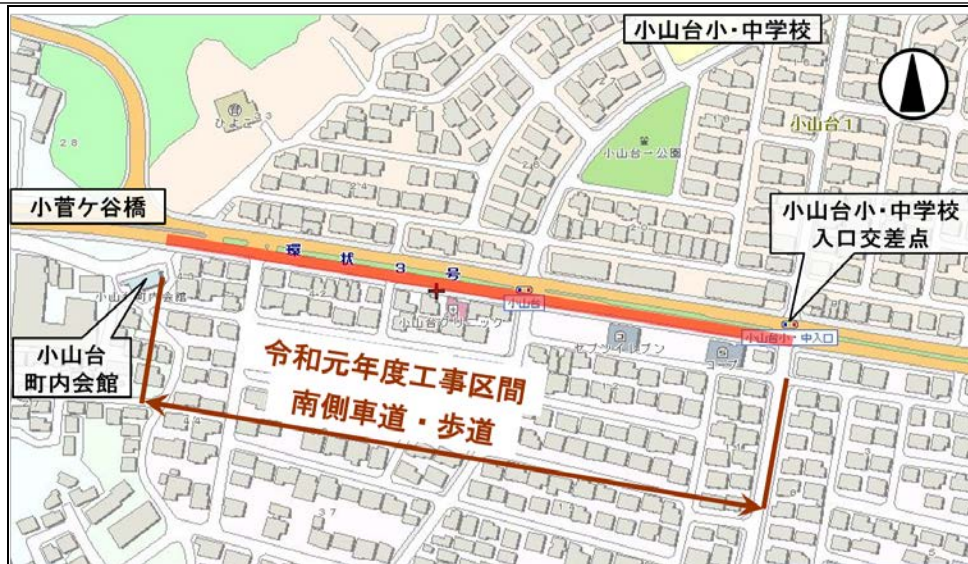 小山台小・中学校
小山台1
ひよこ
28
24
26
小山台一公園
小菅ケ谷橋
小山台小・中学校
入口交差点
環状3号
小山台
小山台小・中入口
小山台町内会館
小山台クリニック
セブンイレブン
コープ
小山台
町内会館
令和元年度工事区間
南側車道・歩道
44
37